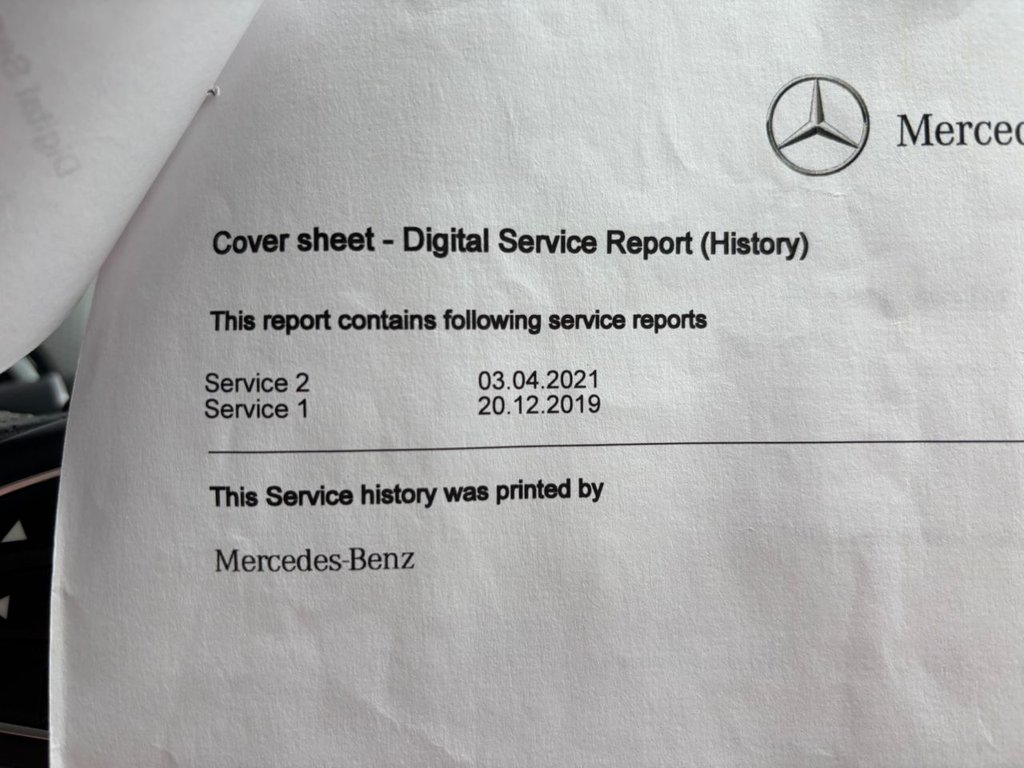 Merced
Cover sheet - Digital Service Report (History)
This report contains following service reports
Service 2 03.04.2021
Service 1 20.12.2019
This Service history was printed by
Mercedes-Benz